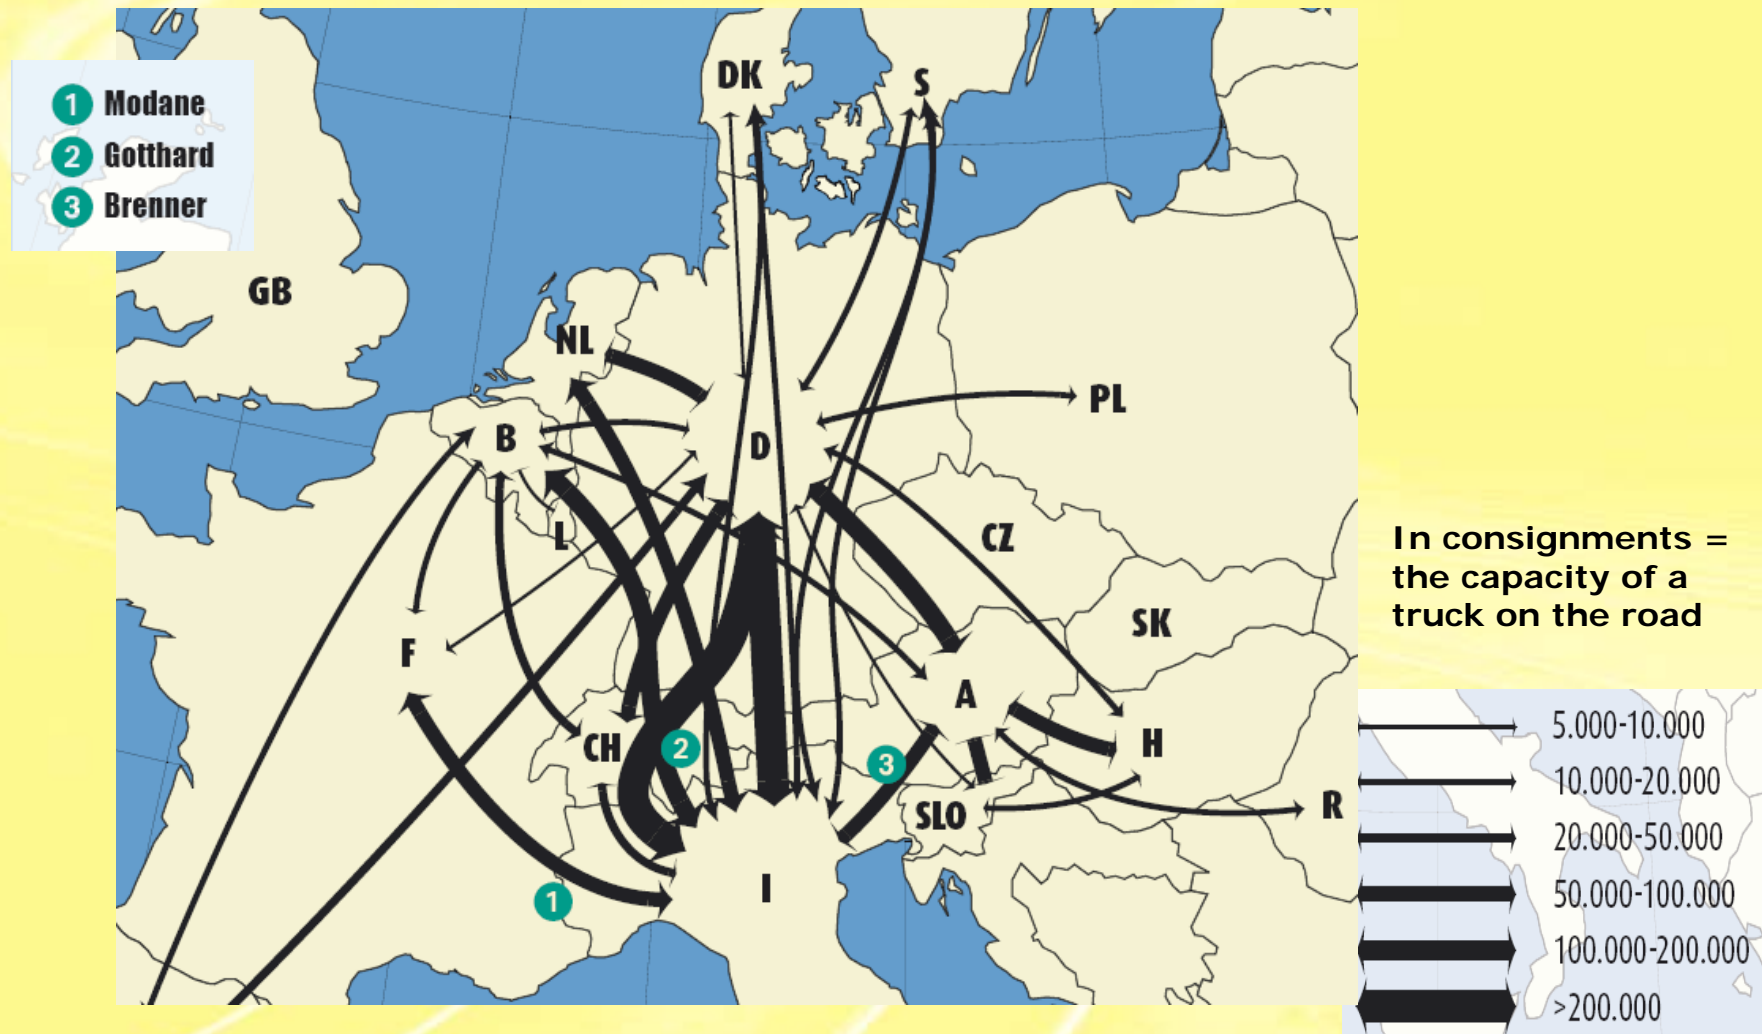 1 Modane
2 Gotthard
3 Brenner
DK
S
GB
NL
PL
B
D
L
CZ
SK
F
A
CH
2
H
3
SLO
R
I
1
In consignments =
the capacity of a
truck on the road
5.000-10.000
10.000-20.000
20.000-50.000
50.000-100.000
100.000-200.000
>200.000